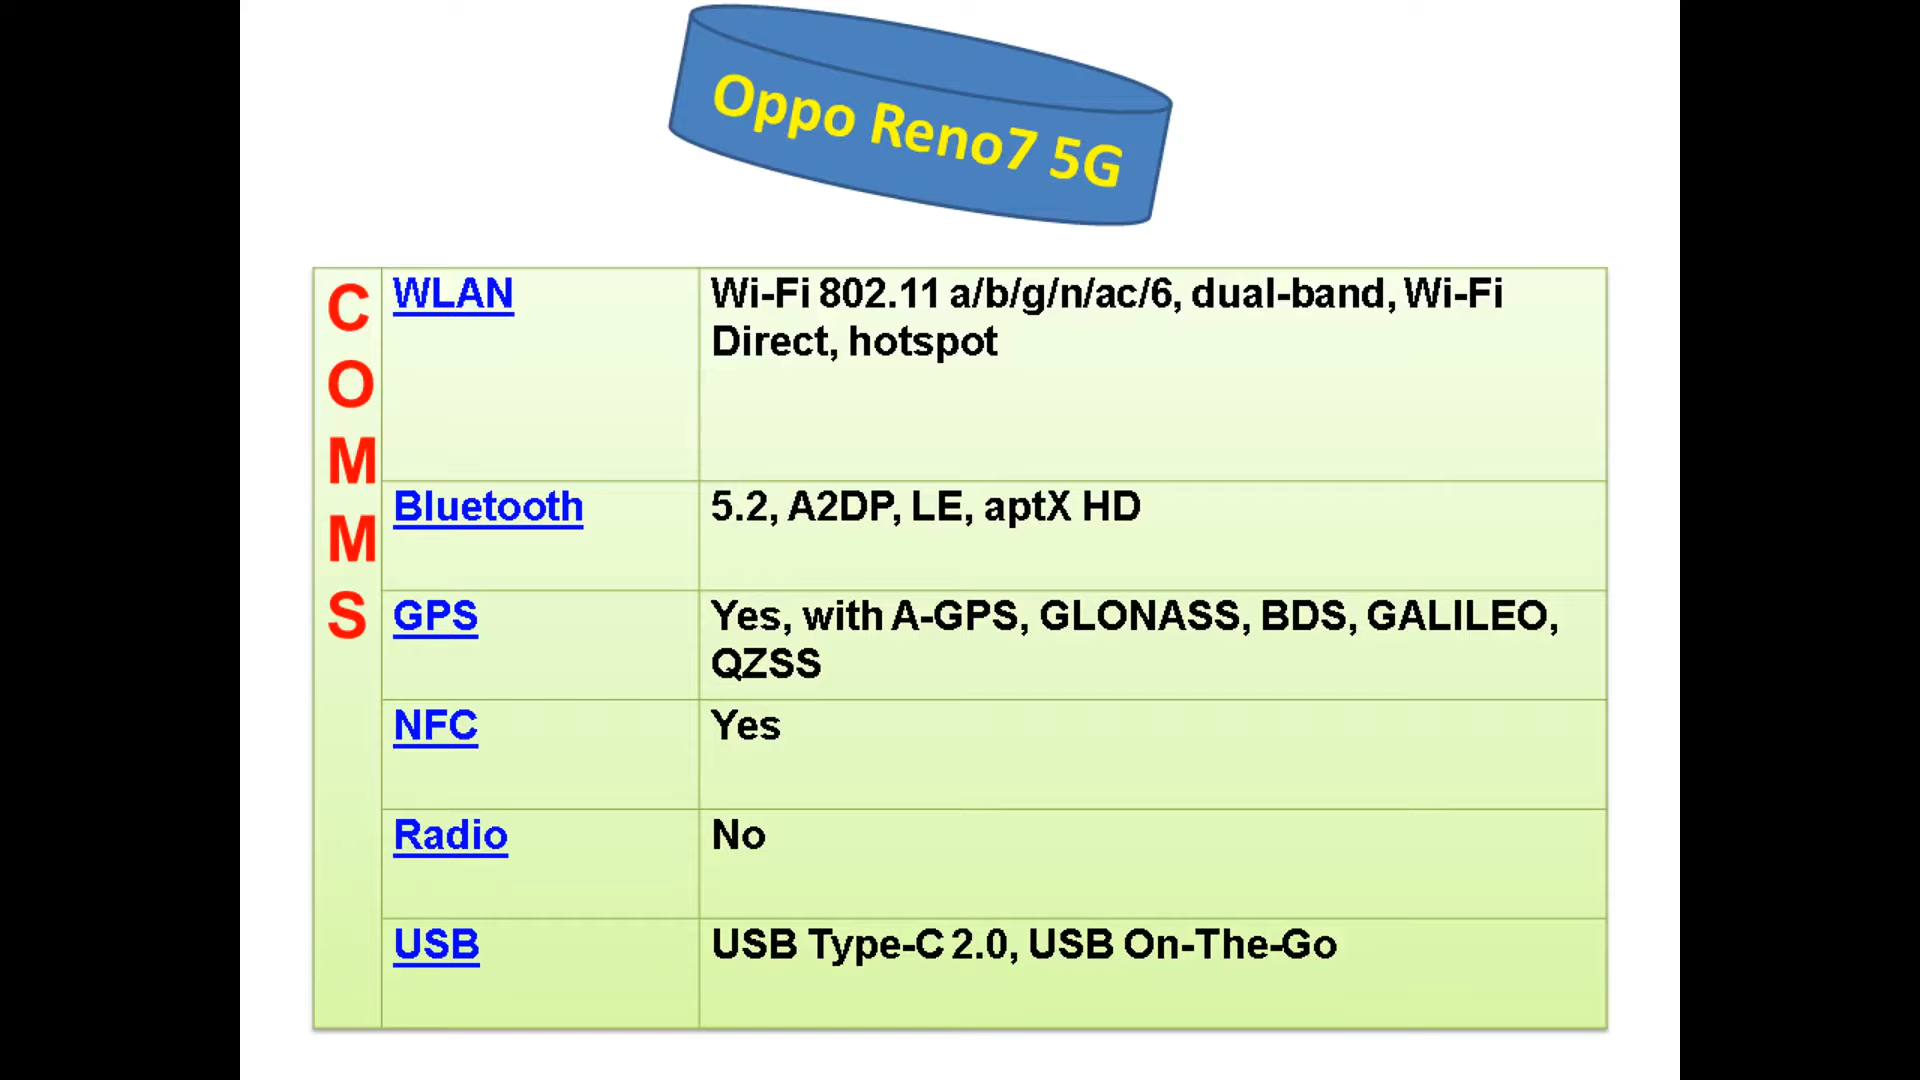 Oppo Reno7 5G
COMMS
WLAN
Wi-Fi 802.11 a/b/g/n/ac/6, dual-band, Wi-Fi
Direct, hotspot
Bluetooth
5.2, A2DP, LE, aptX HD
GPS
Yes, with A-GPS, GLONASS, BDS, GALILEO,
QZSS
NFC
Yes
Radio
No
USB
USB Type-C 2.0, USB On-The-Go